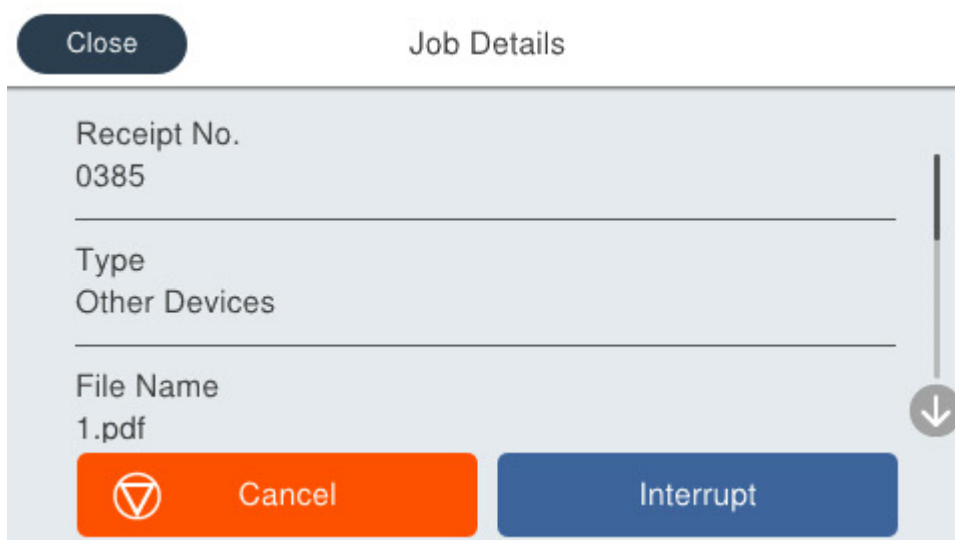 Close
Job Details
Receipt No.
0385
Type
Other Devices
File Name
1.pdf
Cancel
Interrupt